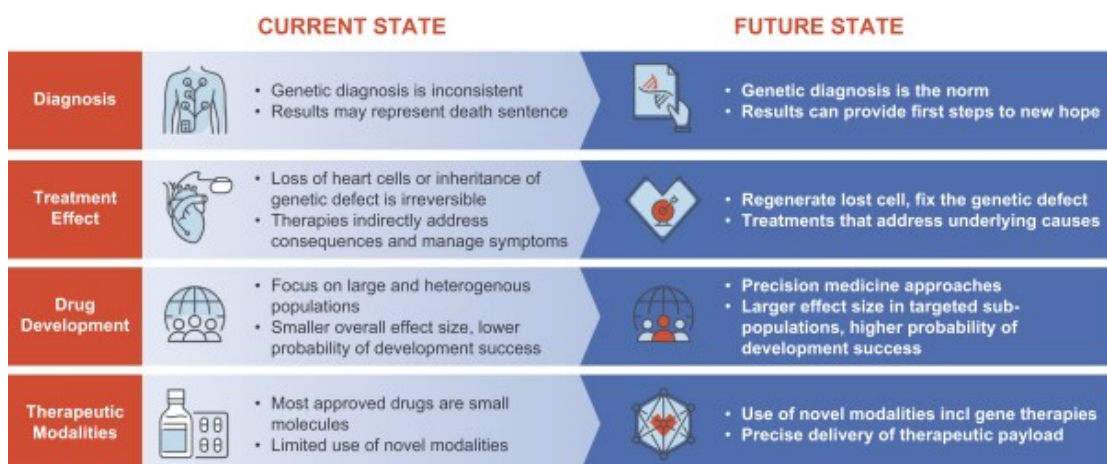 CURRENT STATE
FUTURE STATE
Diagnosis
• Genetic diagnosis is inconsistent
• Results may represent death sentence
• Genetic diagnosis is the norm
• Results can provide first steps to new hope
Treatment
Effect
• Loss of heart cells or inheritance of
genetic defect is irreversible
• Therapies indirectly address
consequences and manage symptoms
• Regenerate lost cell, fix the genetic defect
• Treatments that address underlying causes
Drug
Development
• Focus on large and heterogenous
populations
• Smaller overall effect size, lower
probability of development success
• Precision medicine approaches
• Larger effect size in targeted sub-
populations, higher probability of
development success
Therapeutic
Modalities
• Most approved drugs are small
molecules
• Limited use of novel modalities
• Use of novel modalities incl gene therapies
• Precise delivery of therapeutic payload